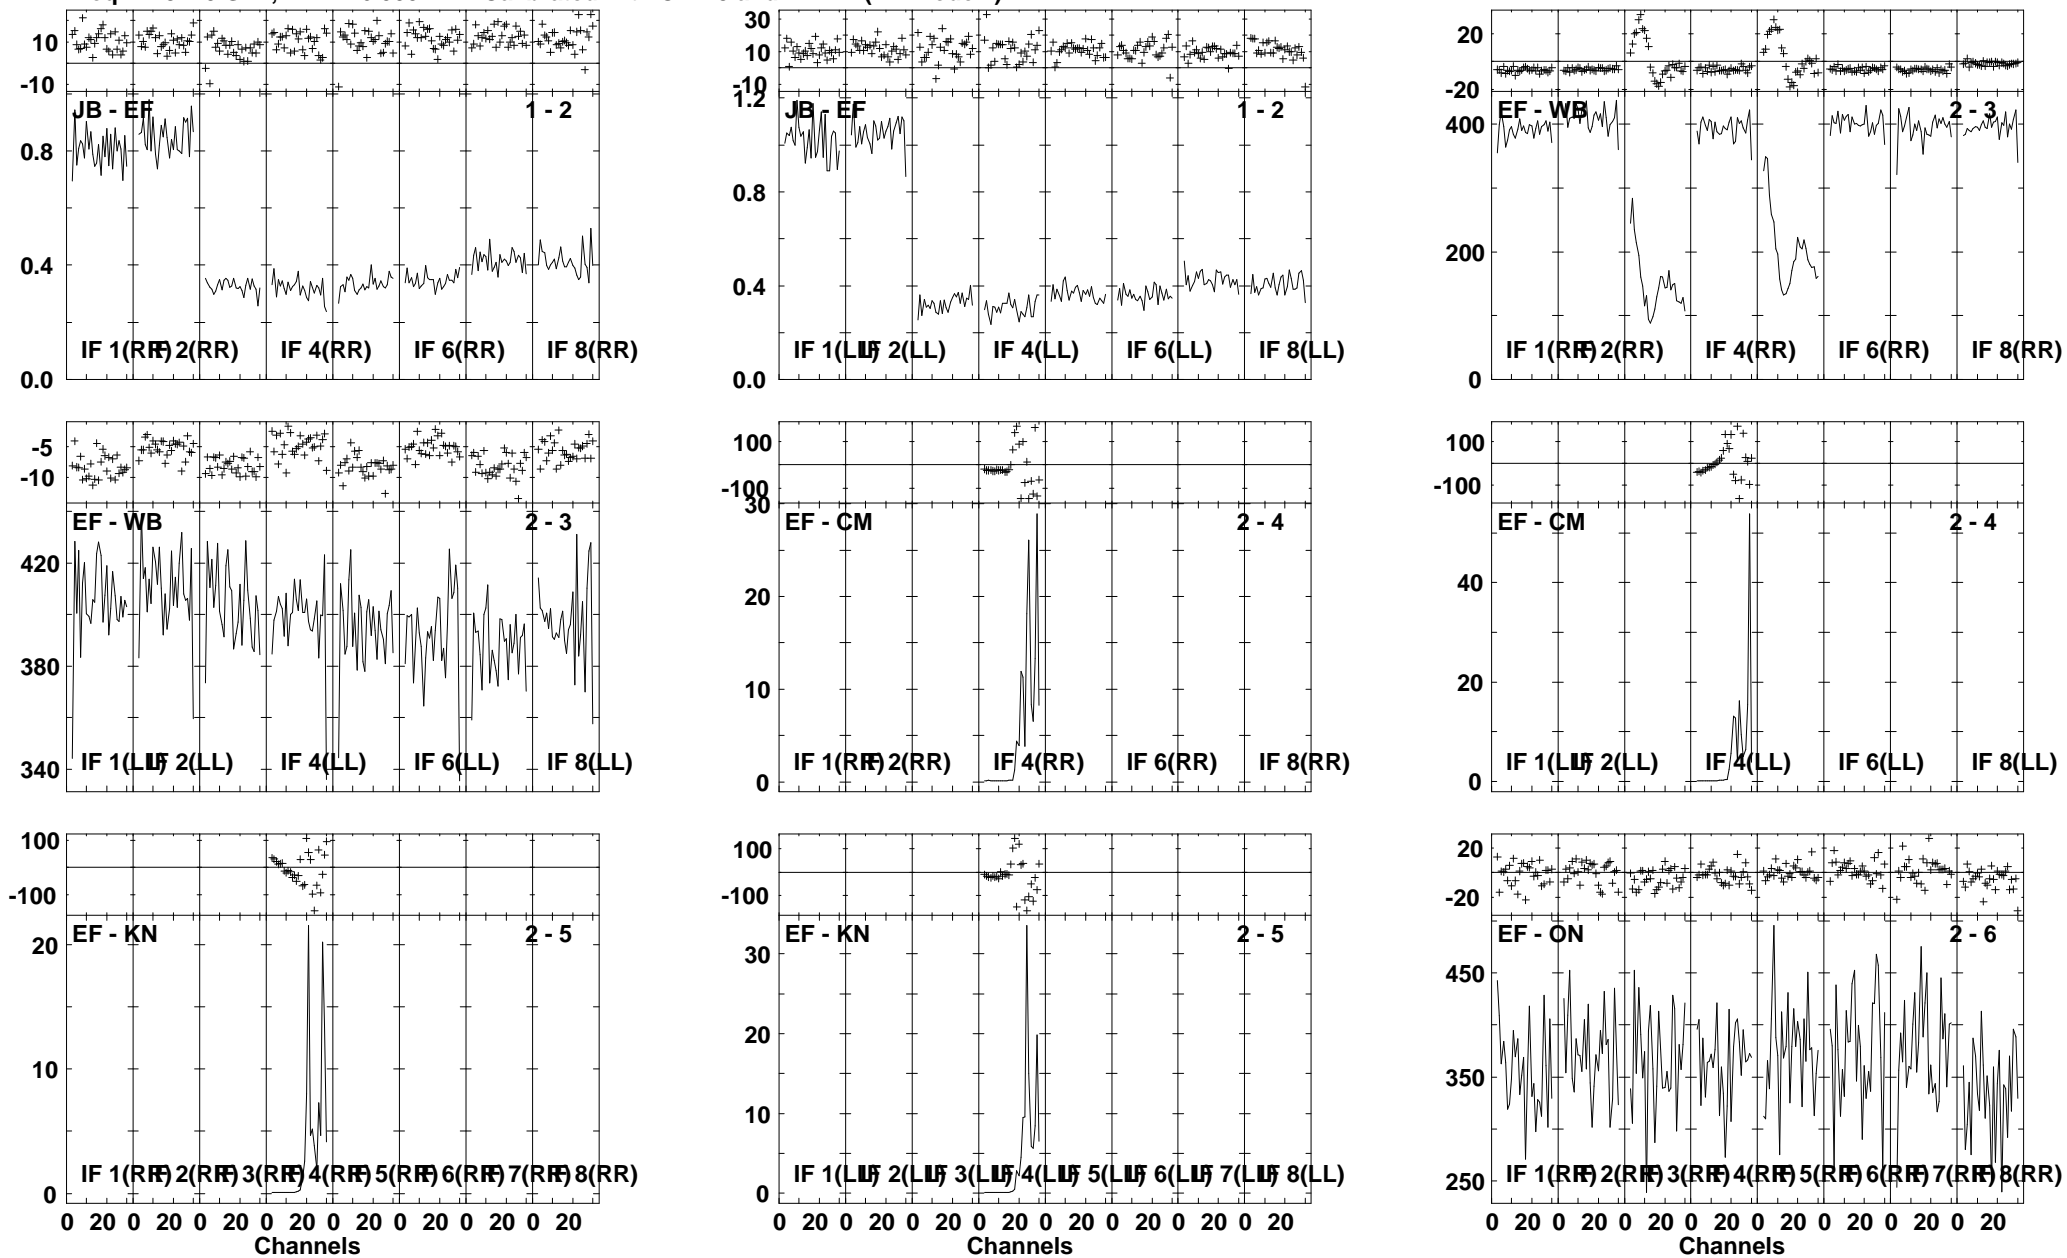 30
10
-10
10
-10
20
0
-20
JB - EF 1 - 2
JB - EF 1 - 2
EF - WB 2 - 3
1.2
0.8
0.4
0.0
0.8
0.4
0.0
400
200
0
IF 1(RR) IF 2(RR) IF 4(RR) IF 6(RR) IF 8(RR)
IF 1(LL) IF 2(LL) IF 4(LL) IF 6(LL) IF 8(LL)
IF 1(RR) IF 2(RR) IF 4(RR) IF 6(RR) IF 8(RR)
-5
-10
100
-100
100
-100
EF - WB 2 - 3
EF - CM 2 - 4
EF - CM 2 - 4
420
380
340
30
20
10
0
40
20
0
IF 1(LL) IF 2(LL) IF 4(LL) IF 6(LL) IF 8(LL)
IF 1(RR) IF 2(RR) IF 4(RR) IF 6(RR) IF 8(RR)
IF 1(LL) IF 2(LL) IF 4(LL) IF 6(LL) IF 8(LL)
100
-100
100
-100
20
-20
EF - KN 2 - 5
EF - KN 2 - 5
EF - ON 2 - 6
20
10
0
30
20
10
0
450
350
250
IF 1(RR) IF 2(RR) IF 3(RR) IF 4(RR) IF 5(RR) IF 6(RR) IF 7(RR) IF 8(RR)
IF 1(LL) IF 2(LL) IF 3(LL) IF 4(LL) IF 5(LL) IF 6(LL) IF 7(LL) IF 8(LL)
IF 1(RR) IF 2(RR) IF 3(RR) IF 4(RR) IF 5(RR) IF 6(RR) IF 7(RR) IF 8(RR)
0 20 0 20 0 20 0 20 0 20 0 20 0 20 0 20
0 20 0 20 0 20 0 20 0 20 0 20 0 20 0 20
0 20 0 20 0 20 0 20 0 20 0 20 0 20 0 20
Channels
Channels
Channels